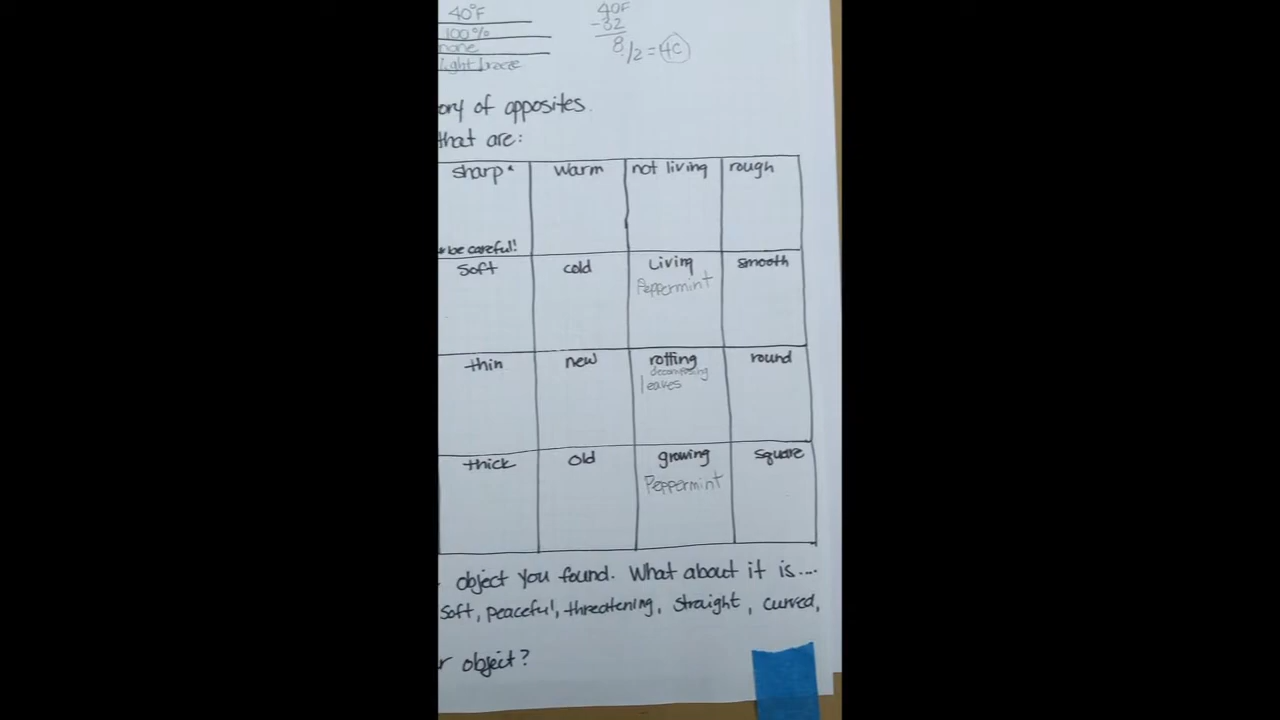 40°F
100%
none
light breeze
40F
-32
8/2 = 4C
ory of opposites.
that are:
sharp* warm not living rough
*be careful!
soft cold Living smooth
Peppermint
thin new rotting round
decomposing
leaves
thick old growing square
Peppermint
object you found. What about it is....
soft, peaceful, threatening, straight, curved,
r object?